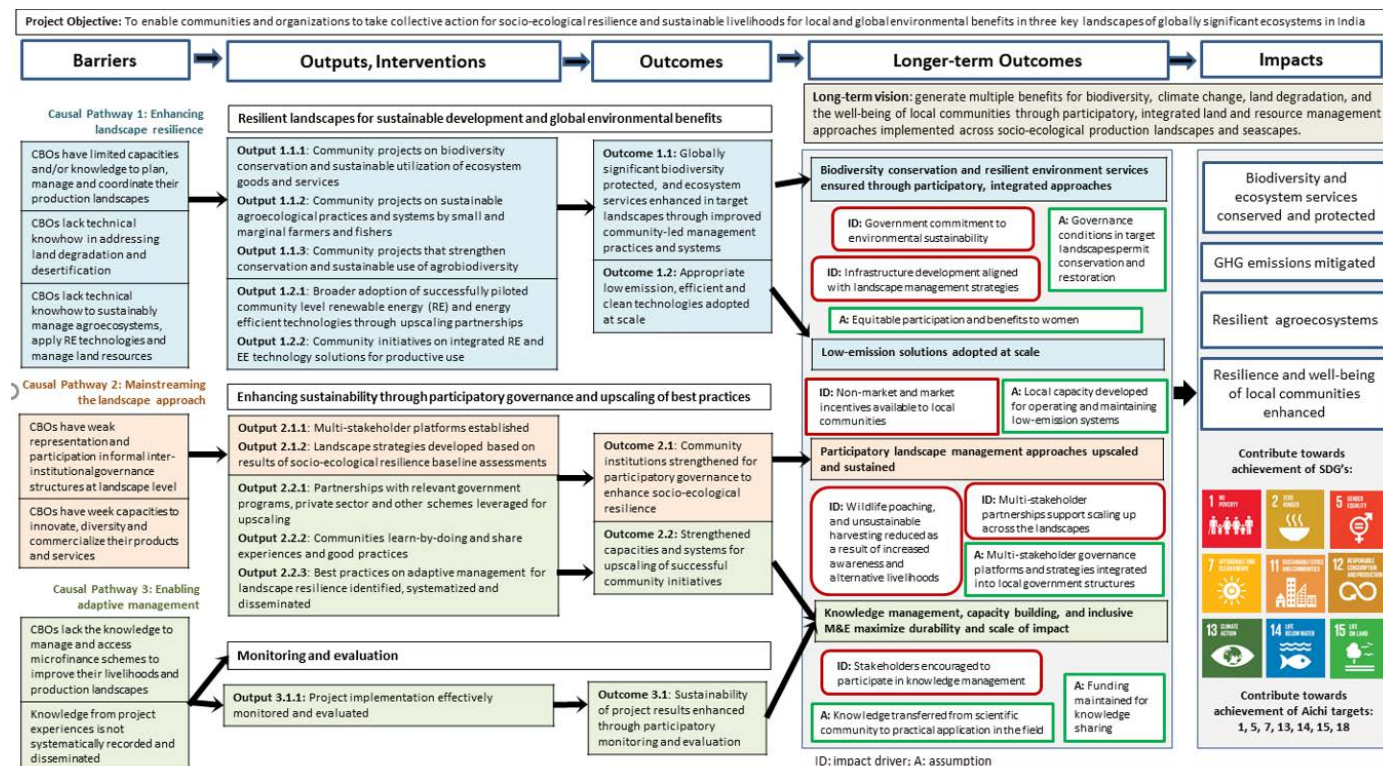 Project Objective: To enable communities and organizations to take collective action for socio-ecological resilience and sustainable livelihoods for local and global environmental benefits in three key landscapes of globally significant ecosystems in India
Barriers
Outputs, Interventions
Outcomes
Longer-term Outcomes
Impacts
Causal Pathway 1: Enhancing
landscape resilience
CBOs have limited capacities
and/or knowledge to plan,
manage and coordinate their
production landscapes
CBOs lack technical
knowhow in addressing
land degradation and
desertification
CBOs lack technical
knowhow to sustainably
manage agroecosystems,
apply RE technologies and
manage land resources
Resilient landscapes for sustainable development and global environmental benefits
Output 1.1.1: Community projects on biodiversity
conservation and sustainable utilization of ecosystem
goods and services
Output 1.1.2: Community projects on sustainable
agroecological practices and systems by small and
marginal farmers and fishers
Output 1.1.3: Community projects that strengthen
conservation and sustainable use of agrobiodiversity
Output 1.2.1: Broader adoption of successfully piloted
community level renewable energy (RE) and energy
efficient technologies through upscaling partnerships
Output 1.2.2: Community initiatives on integrated RE and
EE technology solutions for productive use
Outcome 1.1: Globally
significant biodiversity
protected, and ecosystem
services enhanced in target
landscapes through improved
community-led management
practices and systems
Outcome 1.2: Appropriate
low emission, efficient and
clean technologies adopted
at scale
Causal Pathway 2: Mainstreaming
the landscape approach
CBOs have weak
representation and
participation in formal inter-
institutional governance
structures at landscape level
CBOs have week capacities to
innovate, diversity and
commercialize their products
and services
Enhancing sustainability through participatory governance and upscaling of best practices
Output 2.1.1: Multi-stakeholder platforms established
Output 2.1.2: Landscape strategies developed based on
results of socio-ecological resilience baseline assessments
Output 2.2.1: Partnerships with relevant government
programs, private sector and other schemes leveraged for
upscaling
Output 2.2.2: Communities learn-by-doing and share
experiences and good practices
Output 2.2.3: Best practices on adaptive management for
landscape resilience identified, systematized and
disseminated
Outcome 2.1: Community
institutions strengthened for
participatory governance to
enhance socio-ecological
resilience
Outcome 2.2: Strengthened
capacities and systems for
upscaling of successful
community initiatives
Causal Pathway 3: Enabling
adaptive management
CBOs lack the knowledge to
manage and access
microfinance schemes to
improve their livelihoods and
production landscapes
Knowledge from project
experiences is not
systematically recorded and
disseminated
Monitoring and evaluation
Output 3.1.1: Project implementation effectively
monitored and evaluated
Outcome 3.1: Sustainability
of project results enhanced
through participatory
monitoring and evaluation
Long-term vision: generate multiple benefits for biodiversity, climate change, land degradation, and
the well-being of local communities through participatory, integrated land and resource management
approaches implemented across socio-ecological production landscapes and seascapes.
Biodiversity conservation and resilient environment services
ensured through participatory, integrated approaches
ID: Government commitment to
environmental sustainability
A: Governance
conditions in target
landscapes permit
conservation and
restoration
ID: Infrastructure development aligned
with landscape management strategies
A: Equitable participation and benefits to women
Low-emission solutions adopted at scale
ID: Non-market and market
incentives available to local
communities
A: Local capacity developed
for operating and maintaining
low-emission systems
Participatory landscape management approaches upscaled
and sustained
ID: Wildlife poaching,
and unsustainable
harvesting reduced as
a result of increased
awareness and
alternative livelihoods
ID: Multi-stakeholder
partnerships support scaling up
across the landscapes
A: Multi-stakeholder governance
platforms and strategies integrated
into local government structures
Knowledge management, capacity building, and inclusive
M&E maximize durability and scale of impact
ID: Stakeholders encouraged to
participate in knowledge management
A: Funding
maintained for
knowledge
sharing
A: Knowledge transferred from scientific
community to practical application in the field
ID: impact driver; A: assumption
Biodiversity and
ecosystem services
conserved and protected
GHG emissions mitigated
Resilient agroecosystems
Resilience and well-being
of local communities
enhanced
Contribute towards
achievement of SDG's:
1 NO POVERTY
2 ZERO HUNGER
5 GENDER EQUALITY
7
11 SUSTAINABLE CITIES AND COMMUNITIES
12 RESPONSIBLE CONSUMPTION AND PRODUCTION
13 CLIMATE ACTION
14 LIFE BELOW WATER
15 LIFE ON LAND
Contribute towards
achievement of Aichi targets:
1, 5, 7, 13, 14, 15, 18